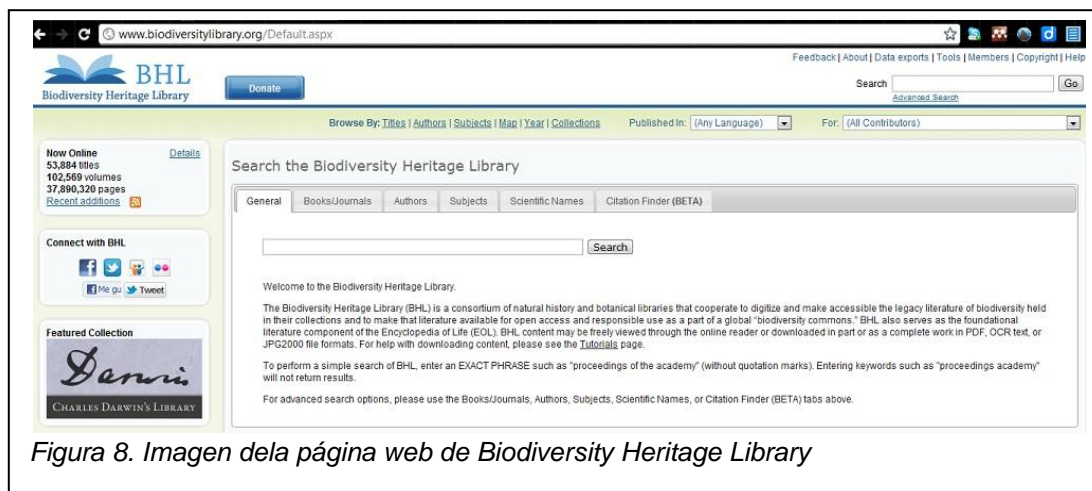 www.biodiversitylibrary.org/Default.aspx
Feedback | About | Data exports | Tools | Members | Copyright | Help
BHL
Biodiversity Heritage Library
Donate
Search
Go
Advanced Search
Browse By: Titles | Authors | Subjects | Map | Year | Collections Published In: (Any Language) For: (All Contributors)
Now Online Details
53,884 titles
102,569 volumes
37,890,320 pages
Recent additions
Connect with BHL
Me gu Tweet
Featured Collection
Darwin
CHARLES DARWIN'S LIBRARY
Search the Biodiversity Heritage Library
General Books/Journals Authors Subjects Scientific Names Citation Finder (BETA)
Search
Welcome to the Biodiversity Heritage Library.
The Biodiversity Heritage Library (BHL) is a consortium of natural history and botanical libraries that cooperate to digitize and make accessible the legacy literature of biodiversity held
in their collections and to make that literature available for open access and responsible use as a part of a global "biodiversity commons." BHL also serves as the foundational
literature component of the Encyclopedia of Life (EOL). BHL content may be freely viewed through the online reader or downloaded in part or as a complete work in PDF, OCR text, or
JPG2000 file formats. For help with downloading content, please see the Tutorials page.
To perform a simple search of BHL, enter an EXACT PHRASE such as "proceedings of the academy" (without quotation marks). Entering keywords such as "proceedings academy"
will not return results.
For advanced search options, please use the Books/Journals, Authors, Subjects, Scientific Names, or Citation Finder (BETA) tabs above.
Figura 8. Imagen dela página web de Biodiversity Heritage Library